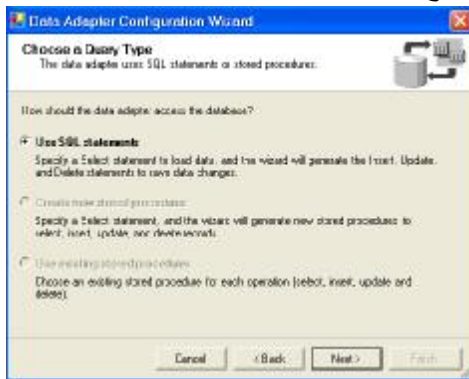 Data Adapter Configuration Wizard
Choose a Query Type
The data adapter uses SQL statements or stored procedures.
How should the data adapter access the database?
Use SQL statements
Specify a Select statement to load data, and the wizard will generate the Insert, Update,
and Delete statements to save data changes.
Create new stored procedures
Specify a Select statement, and the wizard will generate new stored procedures to
select, insert, update, and delete records.
Use existing stored procedures
Choose an existing stored procedure for each operation (select, insert, update and
delete).
Cancel
< Back
Next >
Finish